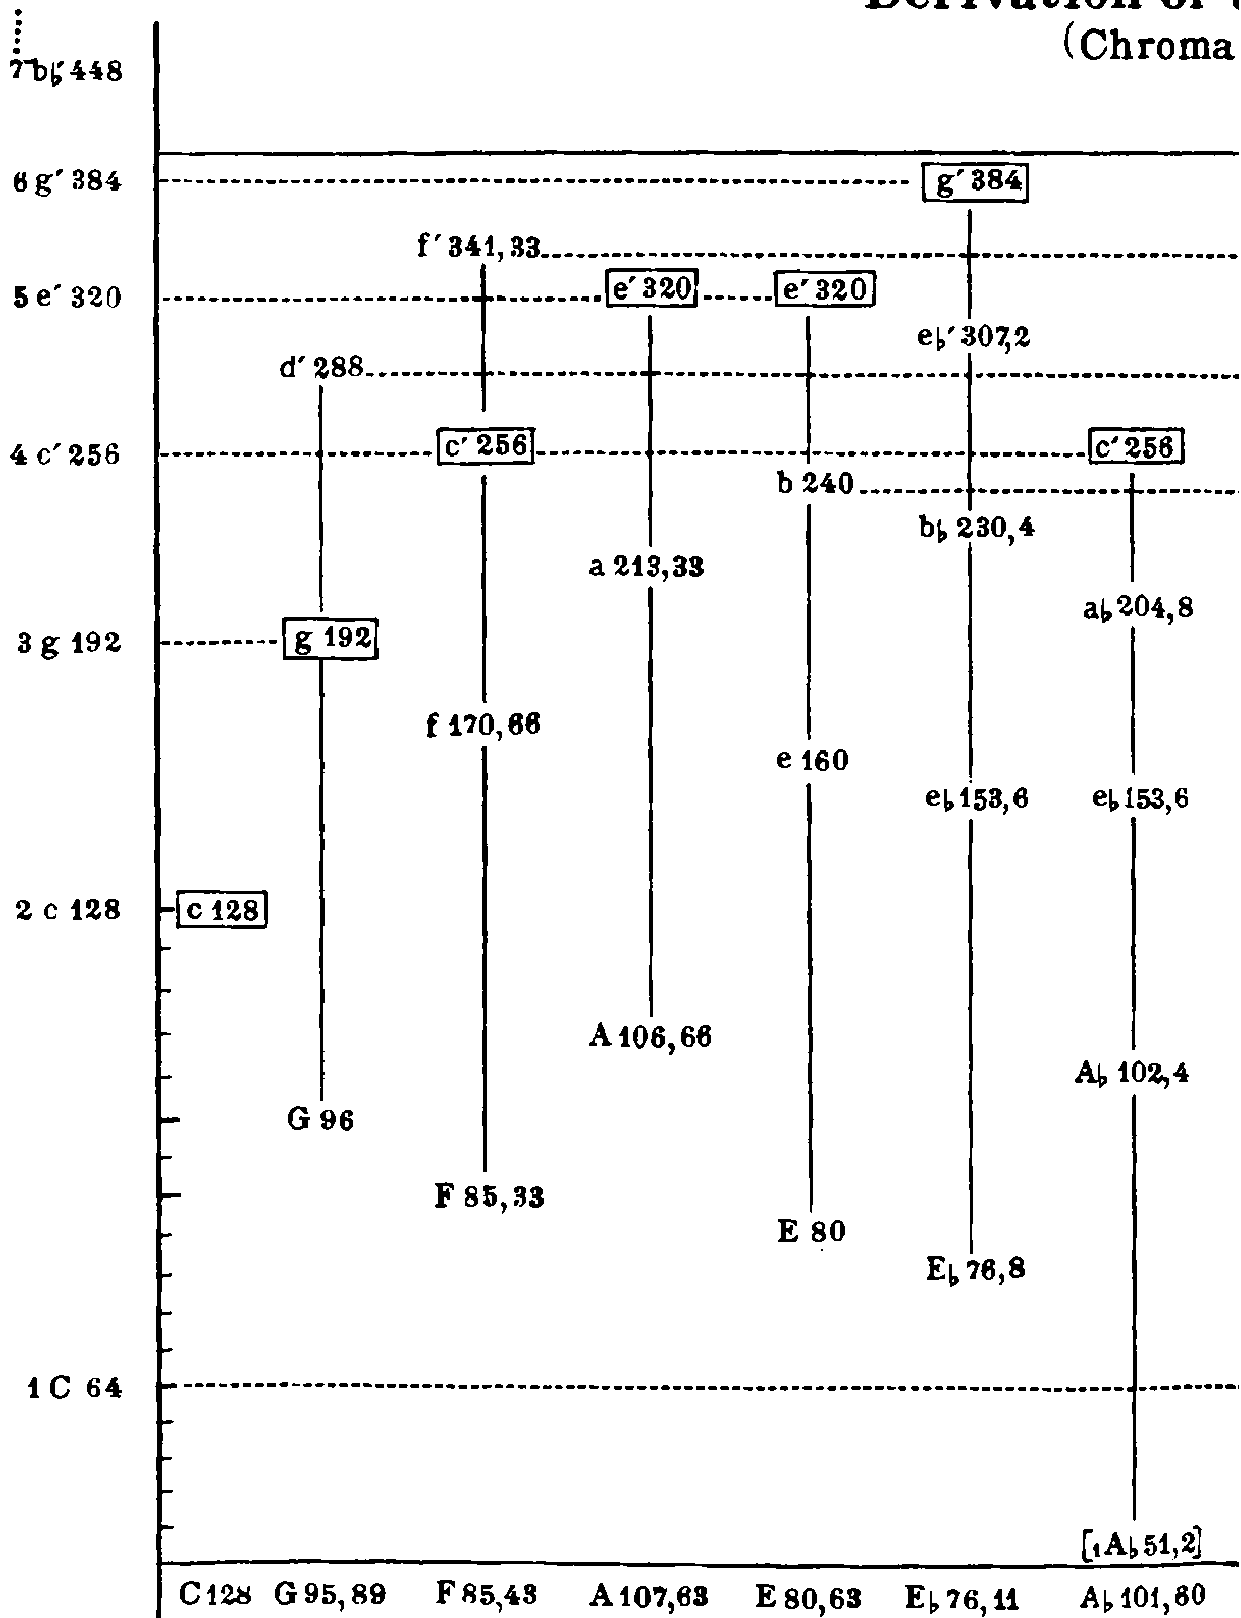 (Chroma
7 b♭′ 448
6 g′ 384
g′ 384
f′ 341,33
5 e′ 320
e′ 320
e′ 320
e♭′ 307,2
d′ 288
4 c′ 256
c′ 256
c′ 256
b 240
b♭ 230,4
a 213,33
a♭ 204,8
3 g 192
g 192
f 170,66
e 160
e♭ 153,6
e♭ 153,6
2 c 128
c 128
A 106,66
A♭ 102,4
G 96
F 85,33
E 80
E♭ 76,8
1 C 64
[₁A♭ 51,2]
C 128 G 95,89 F 85,43 A 107,63 E 80,63 E♭ 76,11 A♭ 101,60